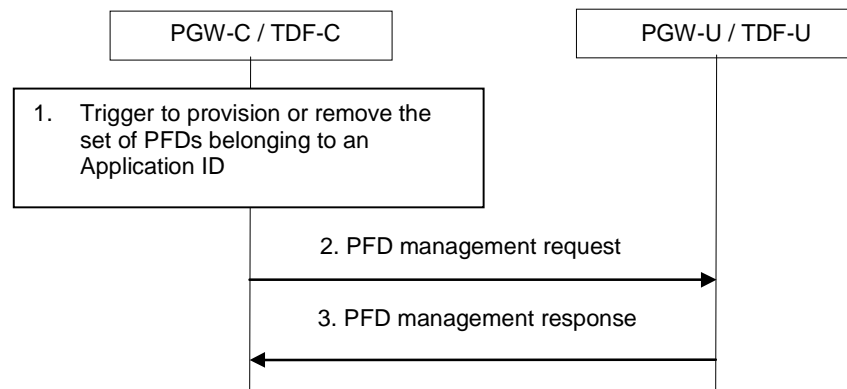 PGW-C / TDF-C
PGW-U / TDF-U
1. Trigger to provision or remove the
set of PFDs belonging to an
Application ID
2. PFD management request
3. PFD management response